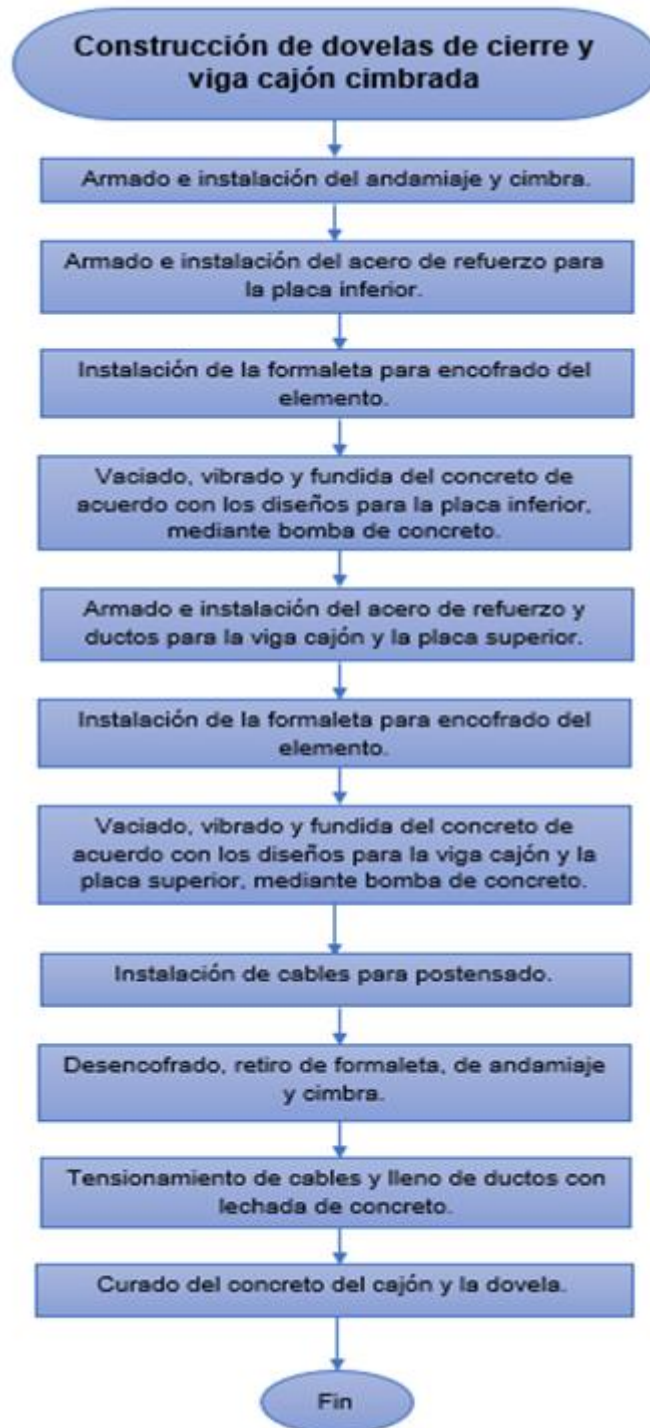 Construcción de dovelas de cierre y
viga cajón cimbrada
Armado e instalación del andamiaje y cimbra.
Armado e instalación del acero de refuerzo para
la placa inferior.
Instalación de la formaleta para encofrado del
elemento.
Vaciado, vibrado y fundida del concreto de
acuerdo con los diseños para la placa inferior,
mediante bomba de concreto.
Armado e instalación del acero de refuerzo y
ductos para la viga cajón y la placa superior.
Instalación de la formaleta para encofrado del
elemento.
Vaciado, vibrado y fundida del concreto de
acuerdo con los diseños para la viga cajón y la
placa superior, mediante bomba de concreto.
Instalación de cables para postensado.
Desencofrado, retiro de formaleta, de andamiaje
y cimbra.
Tensionamiento de cables y lleno de ductos con
lechada de concreto.
Curado del concreto del cajón y la dovela.
Fin